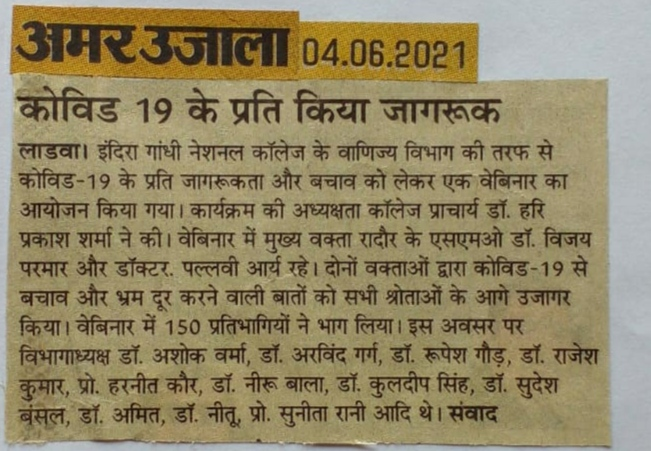 अमर उजाला 04.06.2021
कोविड 19 के प्रति किया जागरूक
लाडवा। इंदिरा गांधी नेशनल कॉलेज के वाणिज्य विभाग की तरफ से
कोविड-19 के प्रति जागरूकता और बचाव को लेकर एक वेबिनार का
आयोजन किया गया। कार्यक्रम की अध्यक्षता कॉलेज प्राचार्य डॉ. हरि
प्रकाश शर्मा ने की। वेबिनार में मुख्य वक्ता रादौर के एसएमओ डॉ. विजय
परमार और डॉक्टर. पल्लवी आर्य रहे। दोनों वक्ताओं द्वारा कोविड-19 से
बचाव और भ्रम दूर करने वाली बातों को सभी श्रोताओं के आगे उजागर
किया। वेबिनार में 150 प्रतिभागियों ने भाग लिया। इस अवसर पर
विभागाध्यक्ष डॉ. अशोक वर्मा, डॉ. अरविंद गर्ग, डॉ. रूपेश गौड़, डॉ. राजेश
कुमार, प्रो. हरनीत कौर, डॉ. नीरू बाला, डॉ. कुलदीप सिंह, डॉ. सुदेश
बंसल, डॉ. अमित, डॉ. नीतू, प्रो. सुनीता रानी आदि थे। संवाद